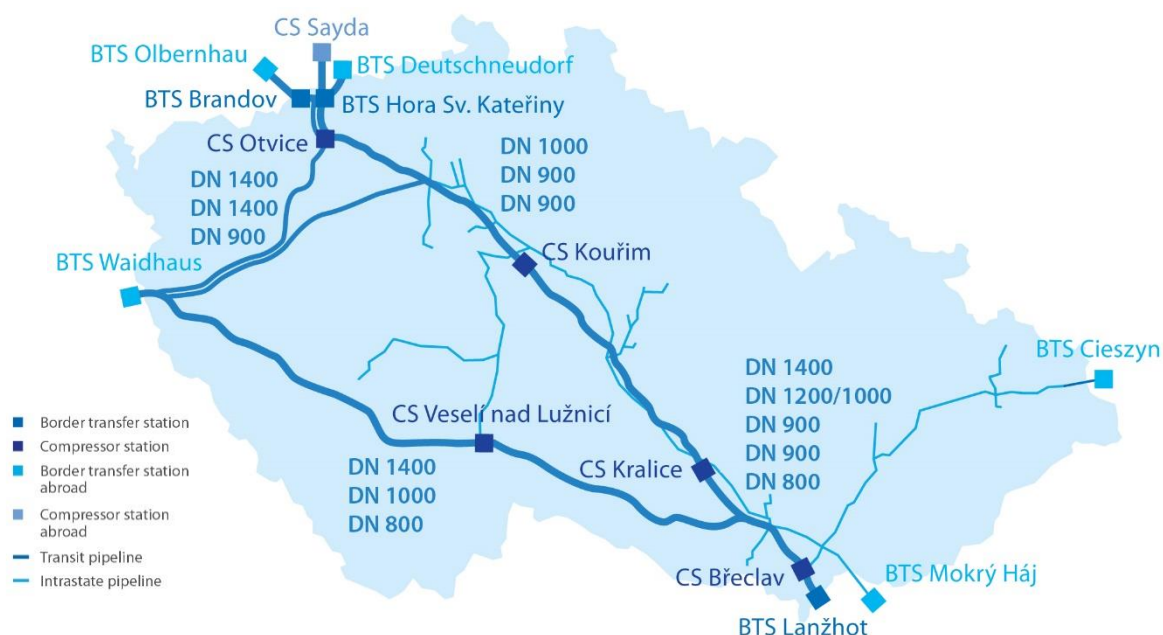 CS Sayda
BTS Olbernhau
BTS Deutschneudorf
BTS Brandov
BTS Hora Sv. Kateřiny
CS Otvice
DN 1400
DN 1400
DN 900
DN 1000
DN 900
DN 900
BTS Waidhaus
CS Kouřim
BTS Cieszyn
DN 1400
DN 1200/1000
DN 900
DN 900
DN 800
CS Veselí nad Lužnicí
CS Kralice
DN 1400
DN 1000
DN 800
Border transfer station
Compressor station
Border transfer station
abroad
Compressor station
abroad
Transit pipeline
Intrastate pipeline
CS Břeclav
BTS Mokrý Háj
BTS Lanžhot